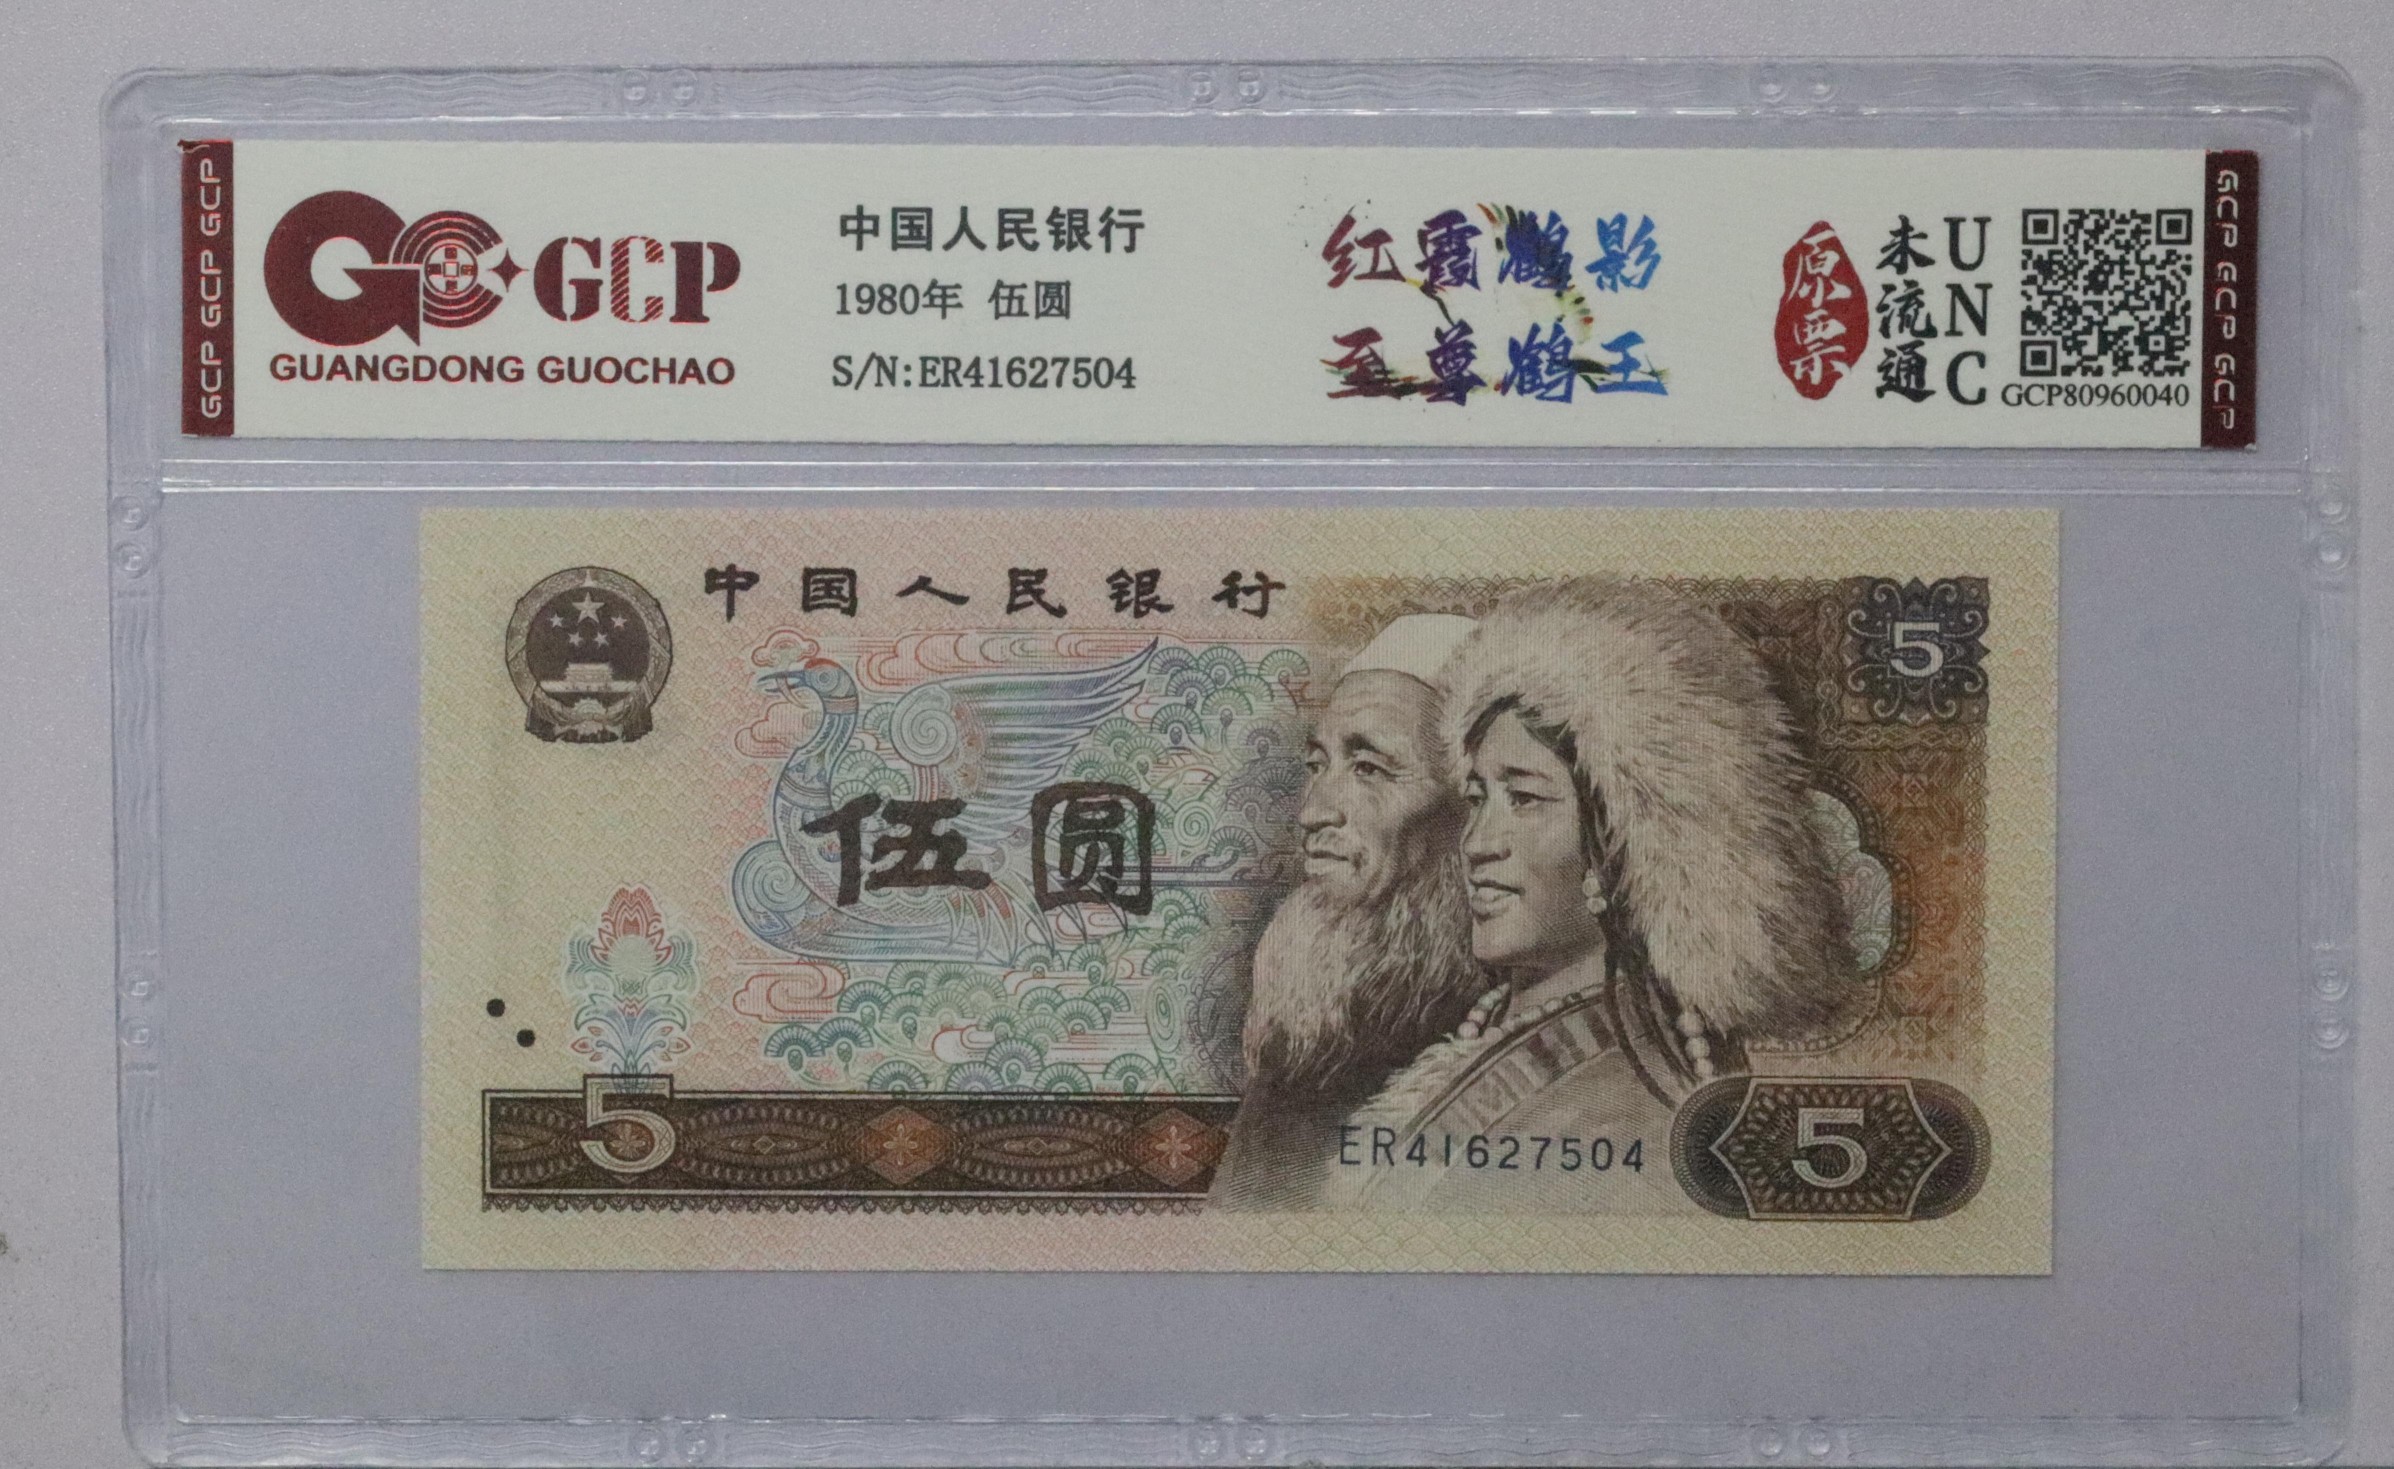 GCP GCP GCP
GCP
GUANGDONG GUOCHAO
中国人民银行
1980年 伍圆
S/N:ER41627504
红霞鹤影
至尊鹤王
原票
未流通
UNC
GCP80960040
GCP GCP GCP
中国人民银行
5
伍圆
5
ER41627504
5